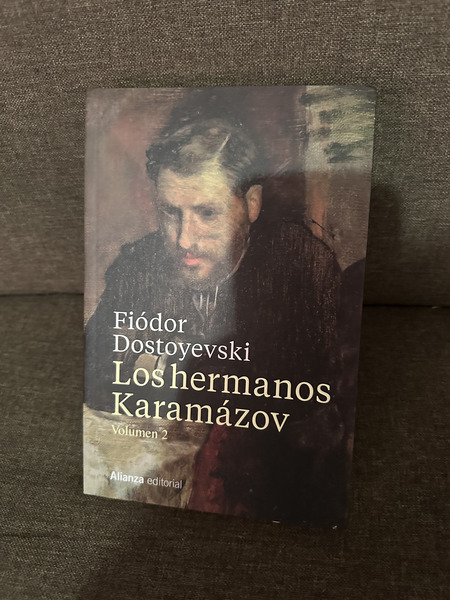 Fiódor
Dostoyevski
Los hermanos
Karamázov
Volumen 2
Alianza editorial